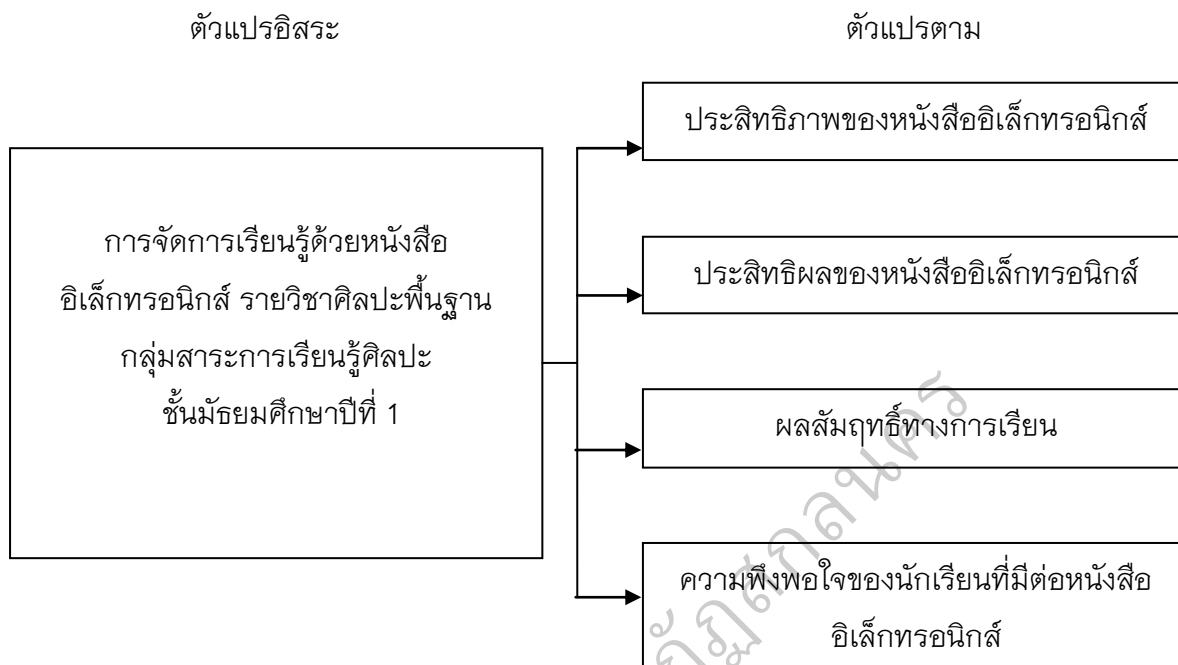 ตัวแปรอิสระ
ตัวแปรตาม
การจัดการเรียนรู้ด้วยหนังสือ
อิเล็กทรอนิกส์ รายวิชาศิลปะพื้นฐาน
กลุ่มสาระการเรียนรู้ศิลปะ
ชั้นมัธยมศึกษาปีที่ 1
ประสิทธิภาพของหนังสืออิเล็กทรอนิกส์
ประสิทธิผลของหนังสืออิเล็กทรอนิกส์
ผลสัมฤทธิ์ทางการเรียน
ความพึงพอใจของนักเรียนที่มีต่อหนังสือ
อิเล็กทรอนิกส์